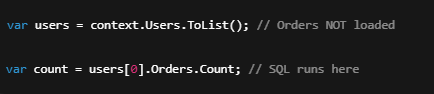 var users = context.Users.ToList(); // Orders NOT loaded
var count = users[0].Orders.Count; // SQL runs here